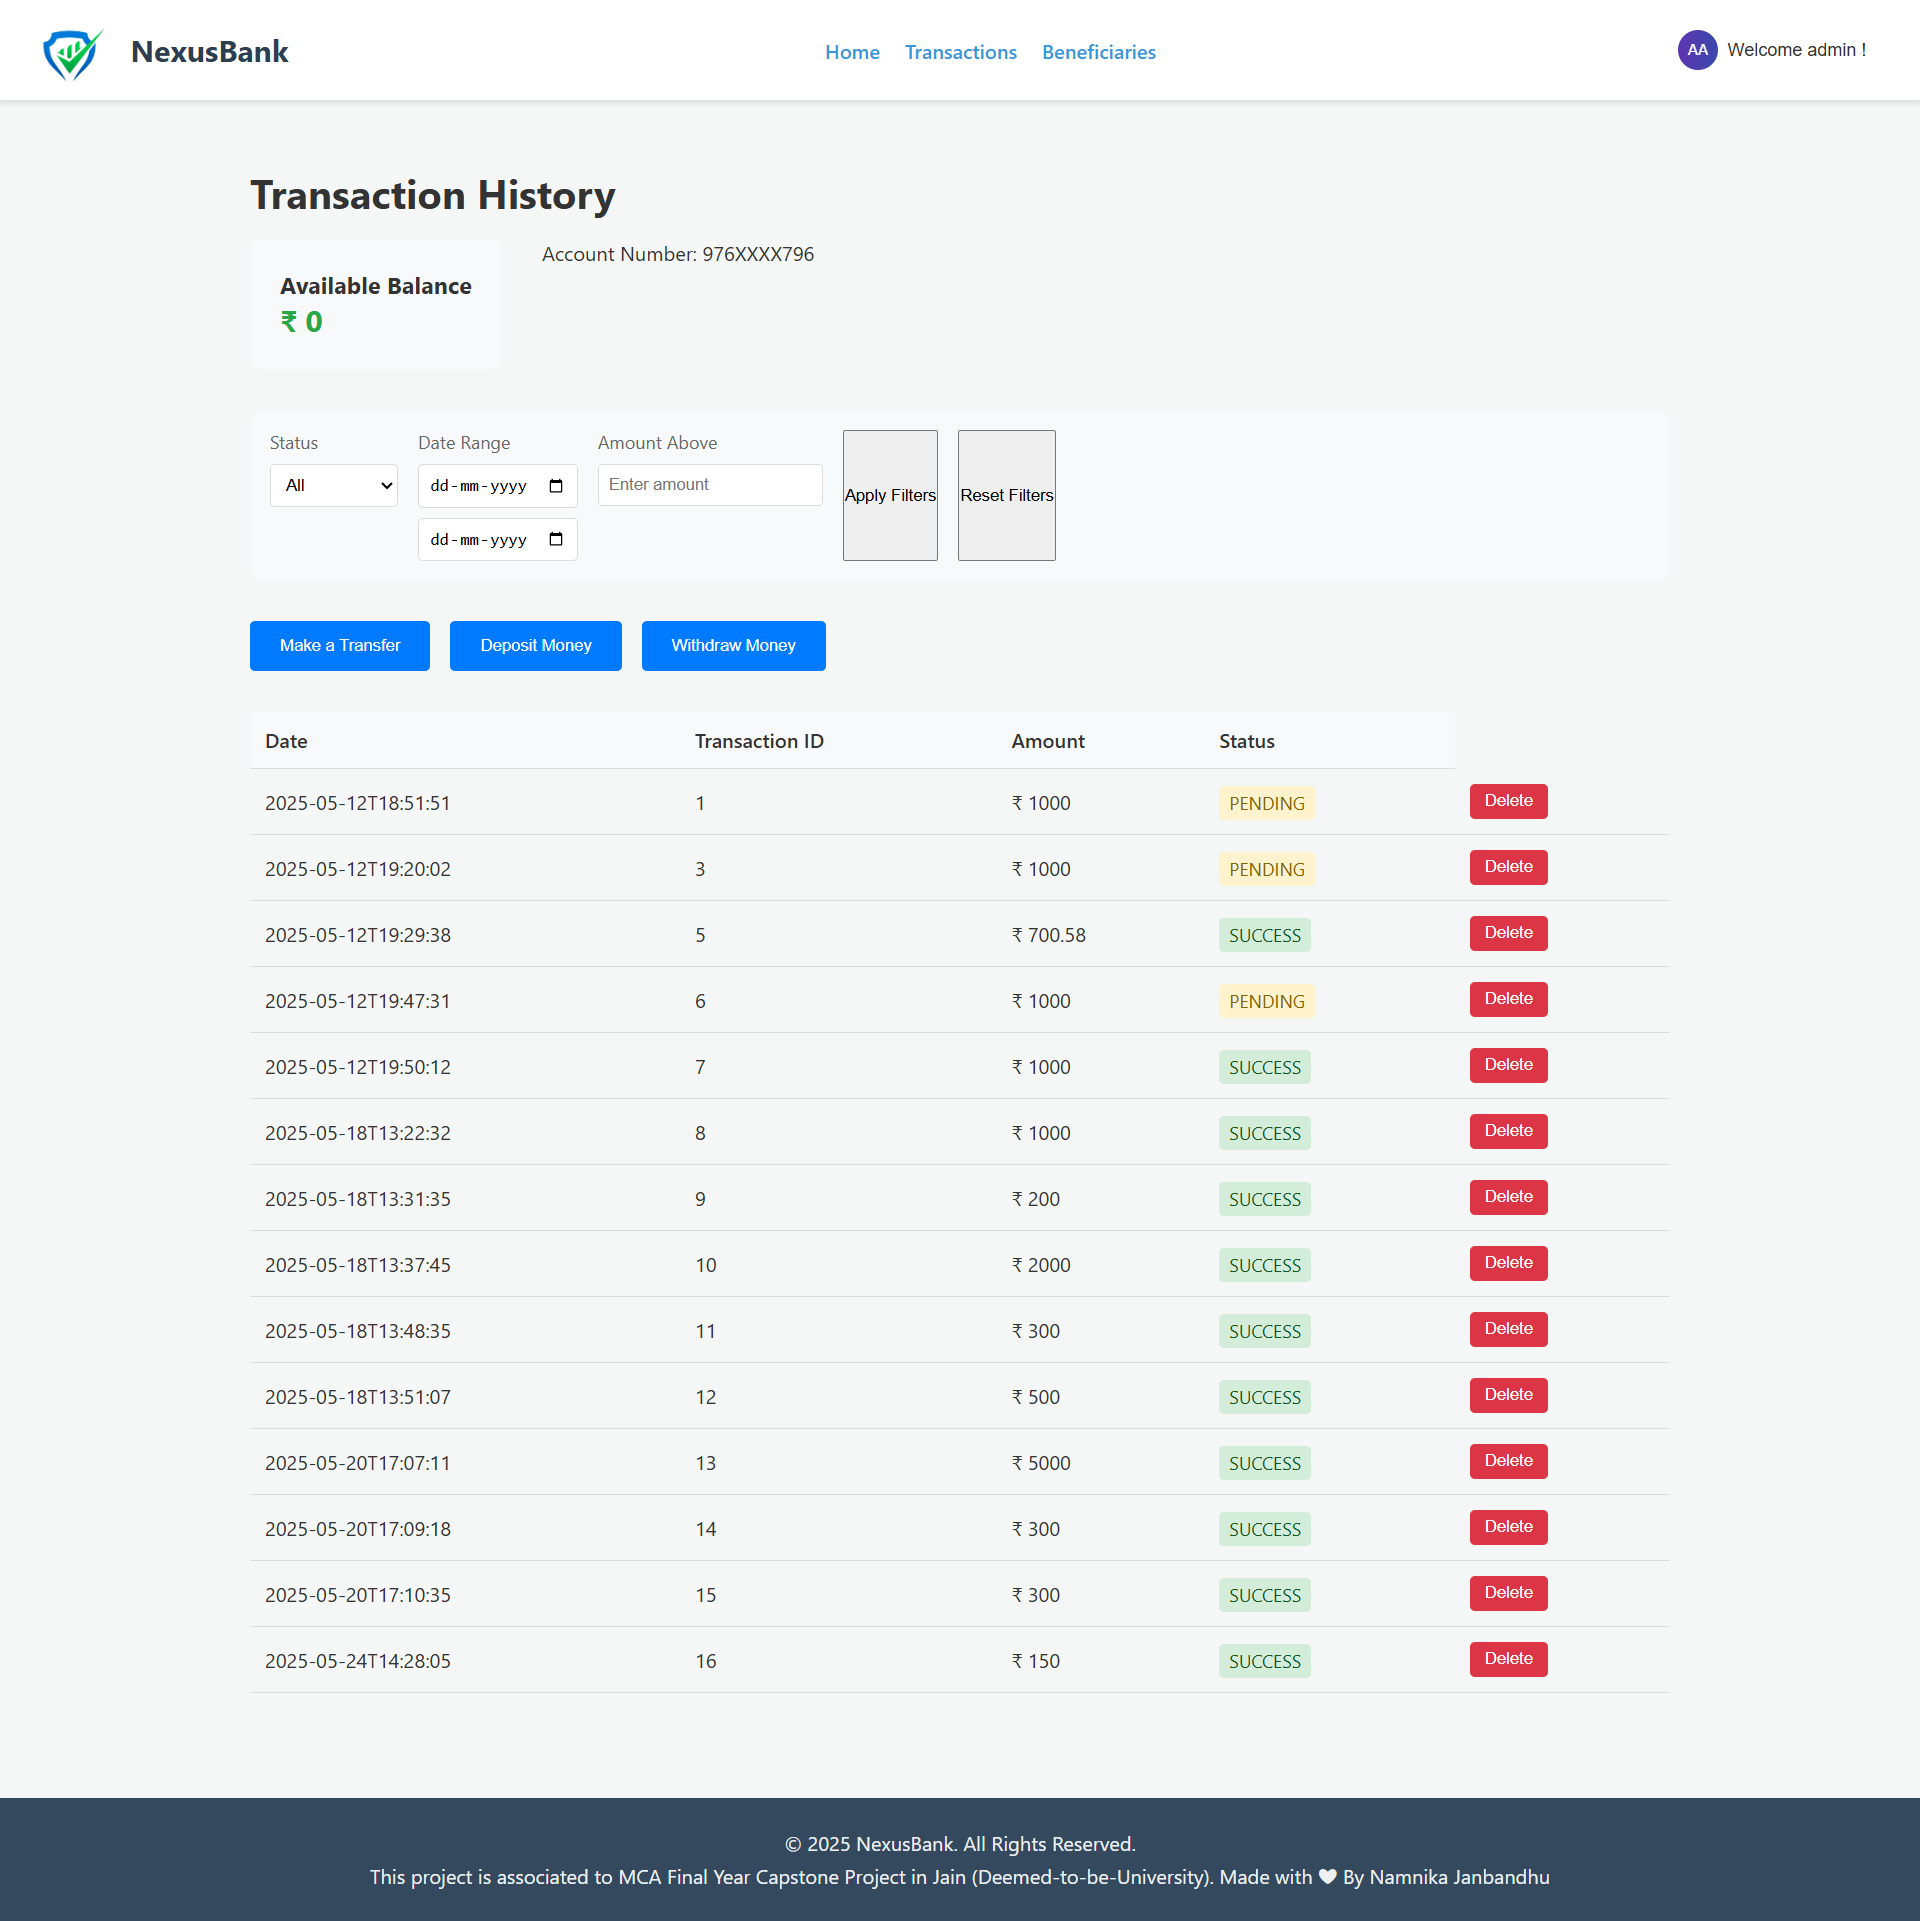 NexusBank
Home Transactions Beneficiaries
AA Welcome admin !
Transaction History
Available Balance
₹ 0
Account Number: 976XXXX796
Status Date Range Amount Above
All dd-mm-yyyy Enter amount Apply Filters Reset Filters
dd-mm-yyyy
Make a Transfer Deposit Money Withdraw Money
Date Transaction ID Amount Status
2025-05-12T18:51:51 1 ₹ 1000 PENDING Delete
2025-05-12T19:20:02 3 ₹ 1000 PENDING Delete
2025-05-12T19:29:38 5 ₹ 700.58 SUCCESS Delete
2025-05-12T19:47:31 6 ₹ 1000 PENDING Delete
2025-05-12T19:50:12 7 ₹ 1000 SUCCESS Delete
2025-05-18T13:22:32 8 ₹ 1000 SUCCESS Delete
2025-05-18T13:31:35 9 ₹ 200 SUCCESS Delete
2025-05-18T13:37:45 10 ₹ 2000 SUCCESS Delete
2025-05-18T13:48:35 11 ₹ 300 SUCCESS Delete
2025-05-18T13:51:07 12 ₹ 500 SUCCESS Delete
2025-05-20T17:07:11 13 ₹ 5000 SUCCESS Delete
2025-05-20T17:09:18 14 ₹ 300 SUCCESS Delete
2025-05-20T17:10:35 15 ₹ 300 SUCCESS Delete
2025-05-24T14:28:05 16 ₹ 150 SUCCESS Delete
© 2025 NexusBank. All Rights Reserved.
This project is associated to MCA Final Year Capstone Project in Jain (Deemed-to-be-University). Made with ♥ By Namnika Janbandhu